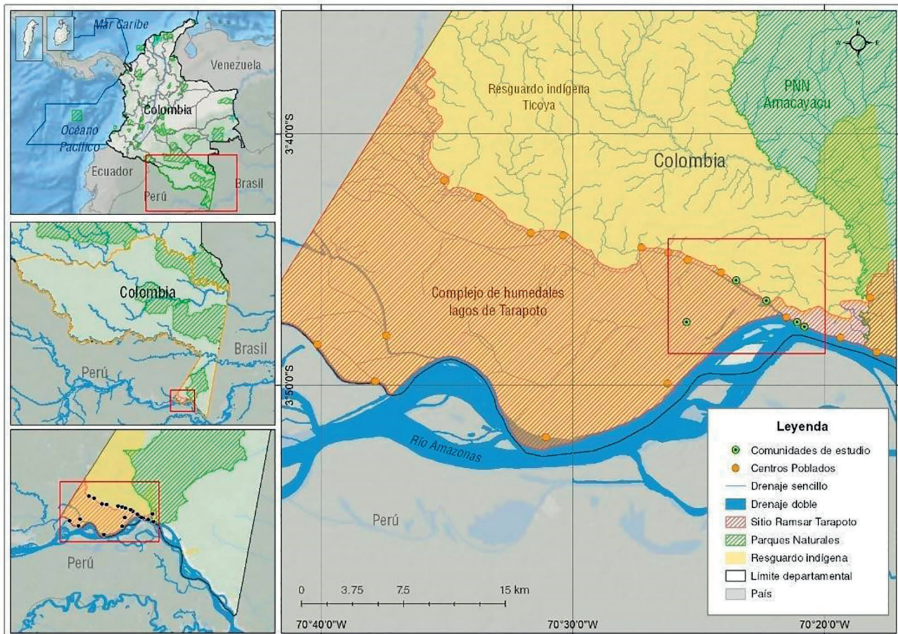 Mar Caribe
Venezuela
Colombia
Océano
Pacífico
Ecuador
Perú
Brasil
Colombia
Brasil
Perú
Perú
N
W
E
S
Resguardo indígena
Ticoya
PNN
Amacayacu
Colombia
Complejo de humedales
lagos de Tarapoto
Río Amazonas
Perú
3°40'0"S
3°50'0"S
Leyenda
Comunidades de estudio
Centros Poblados
Drenaje sencillo
Drenaje doble
Sitio Ramsar Tarapoto
Parques Naturales
Resguardo indígena
Límite departamental
País
0 3.75 7.5 15 km
70°40'0"W 70°30'0"W 70°20'0"W